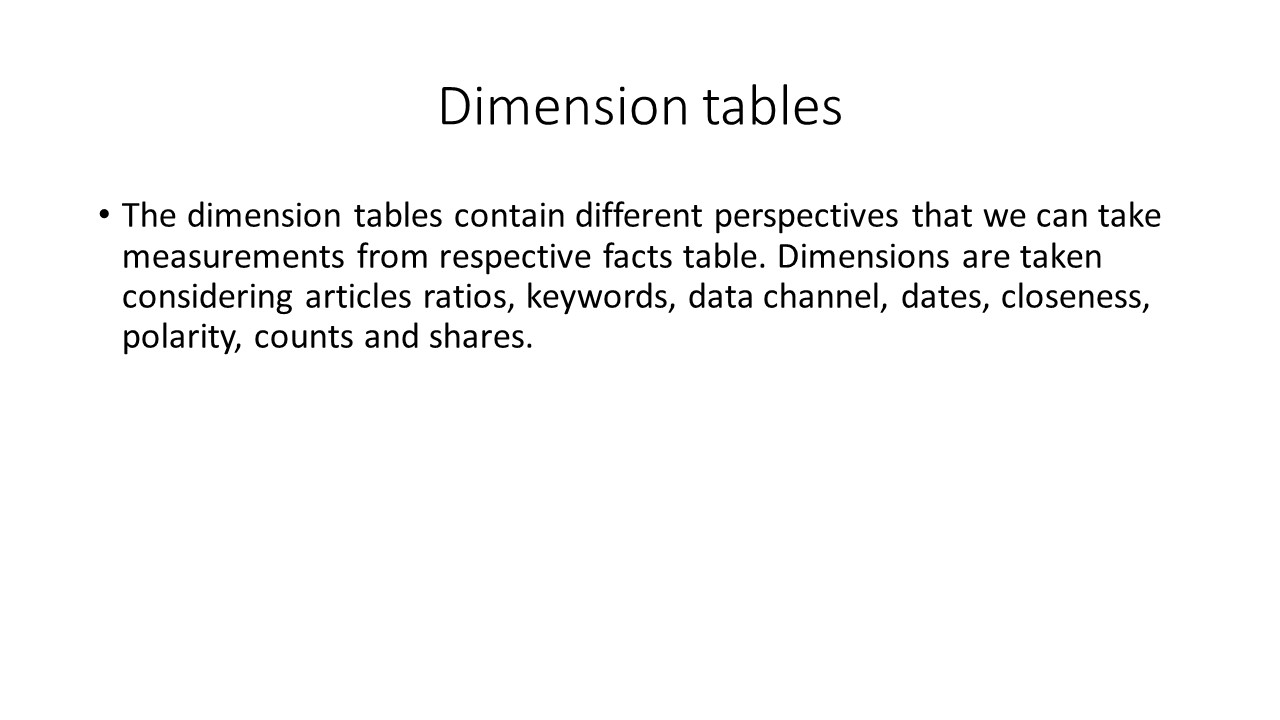 Dimension tables
• The dimension tables contain different perspectives that we can take
measurements from respective facts table. Dimensions are taken
considering articles ratios, keywords, data channel, dates, closeness,
polarity, counts and shares.